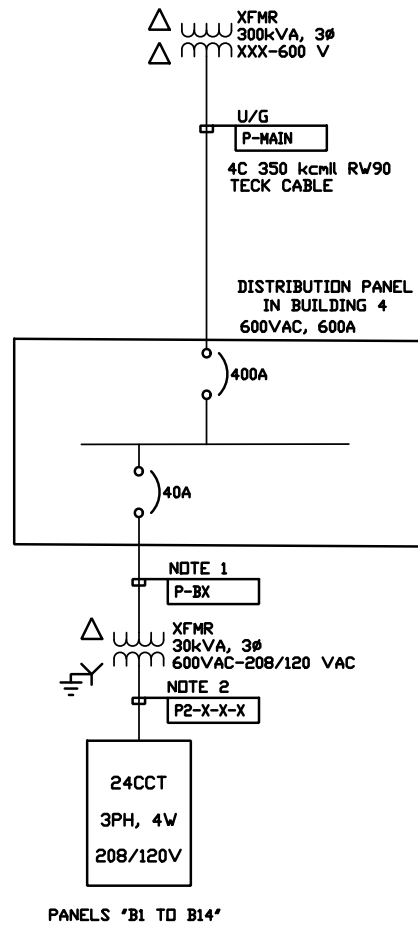 XFMR
300kVA, 3ø
XXX-600 V
U/G
P-MAIN
4C 350 kcmil RW90
TECK CABLE
DISTRIBUTION PANEL
IN BUILDING 4
600VAC, 600A
400A
40A
NOTE 1
P-BX
XFMR
30kVA, 3ø
600VAC-208/120 VAC
NOTE 2
P2-X-X-X
24CCT
3PH, 4W
208/120V
PANELS "B1 TO B14"